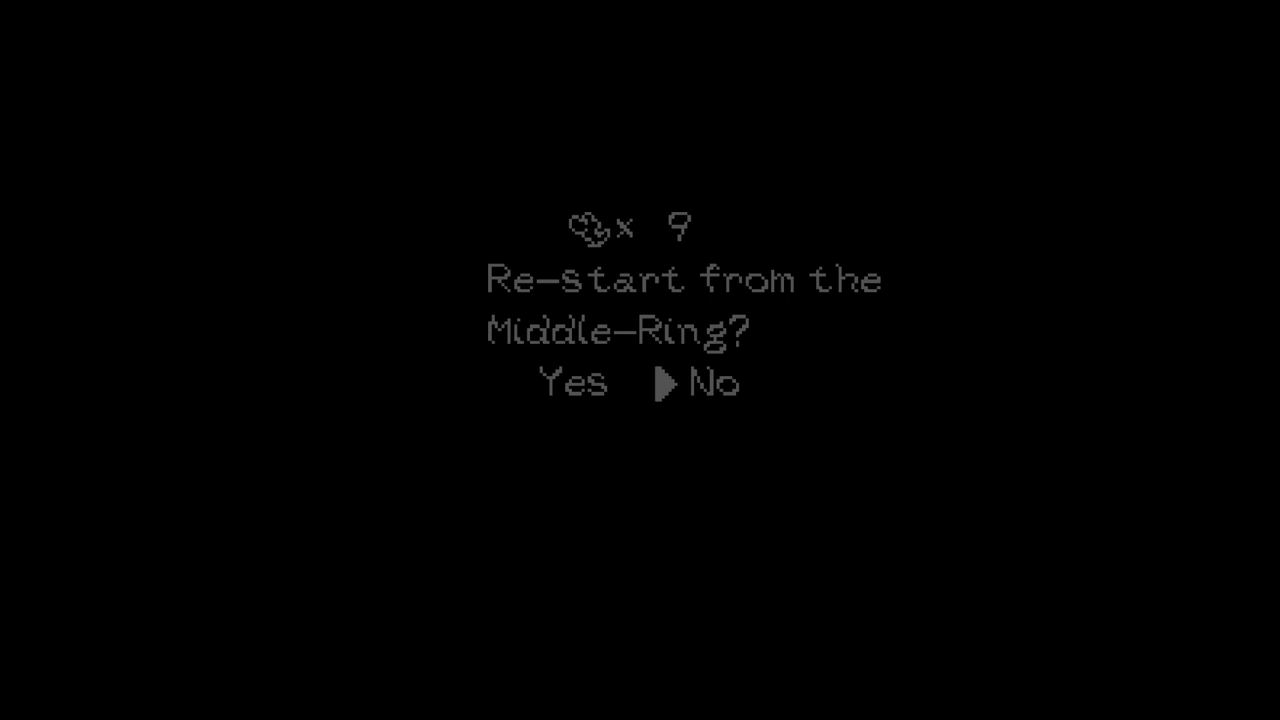 x 9
Re-start from the
Middle-Ring?
Yes No